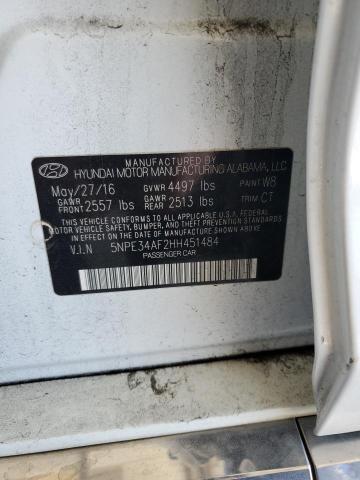 MANUFACTURED BY
HYUNDAI MOTOR MANUFACTURING ALABAMA, LLC
May/27/16 GVWR 4497 lbs PAINT W8
GAWR FRONT 2557 lbs GAWR REAR 2513 lbs TRIM CT
THIS VEHICLE CONFORMS TO ALL APPLICABLE U.S.A. FEDERAL
MOTOR VEHICLE SAFETY, BUMPER, AND THEFT PREVENTION
STANDARDS IN EFFECT ON THE DATE OF MANUFACTURE SHOWN ABOVE.
V.I.N 5NPE34AF2HH451484
PASSENGER CAR